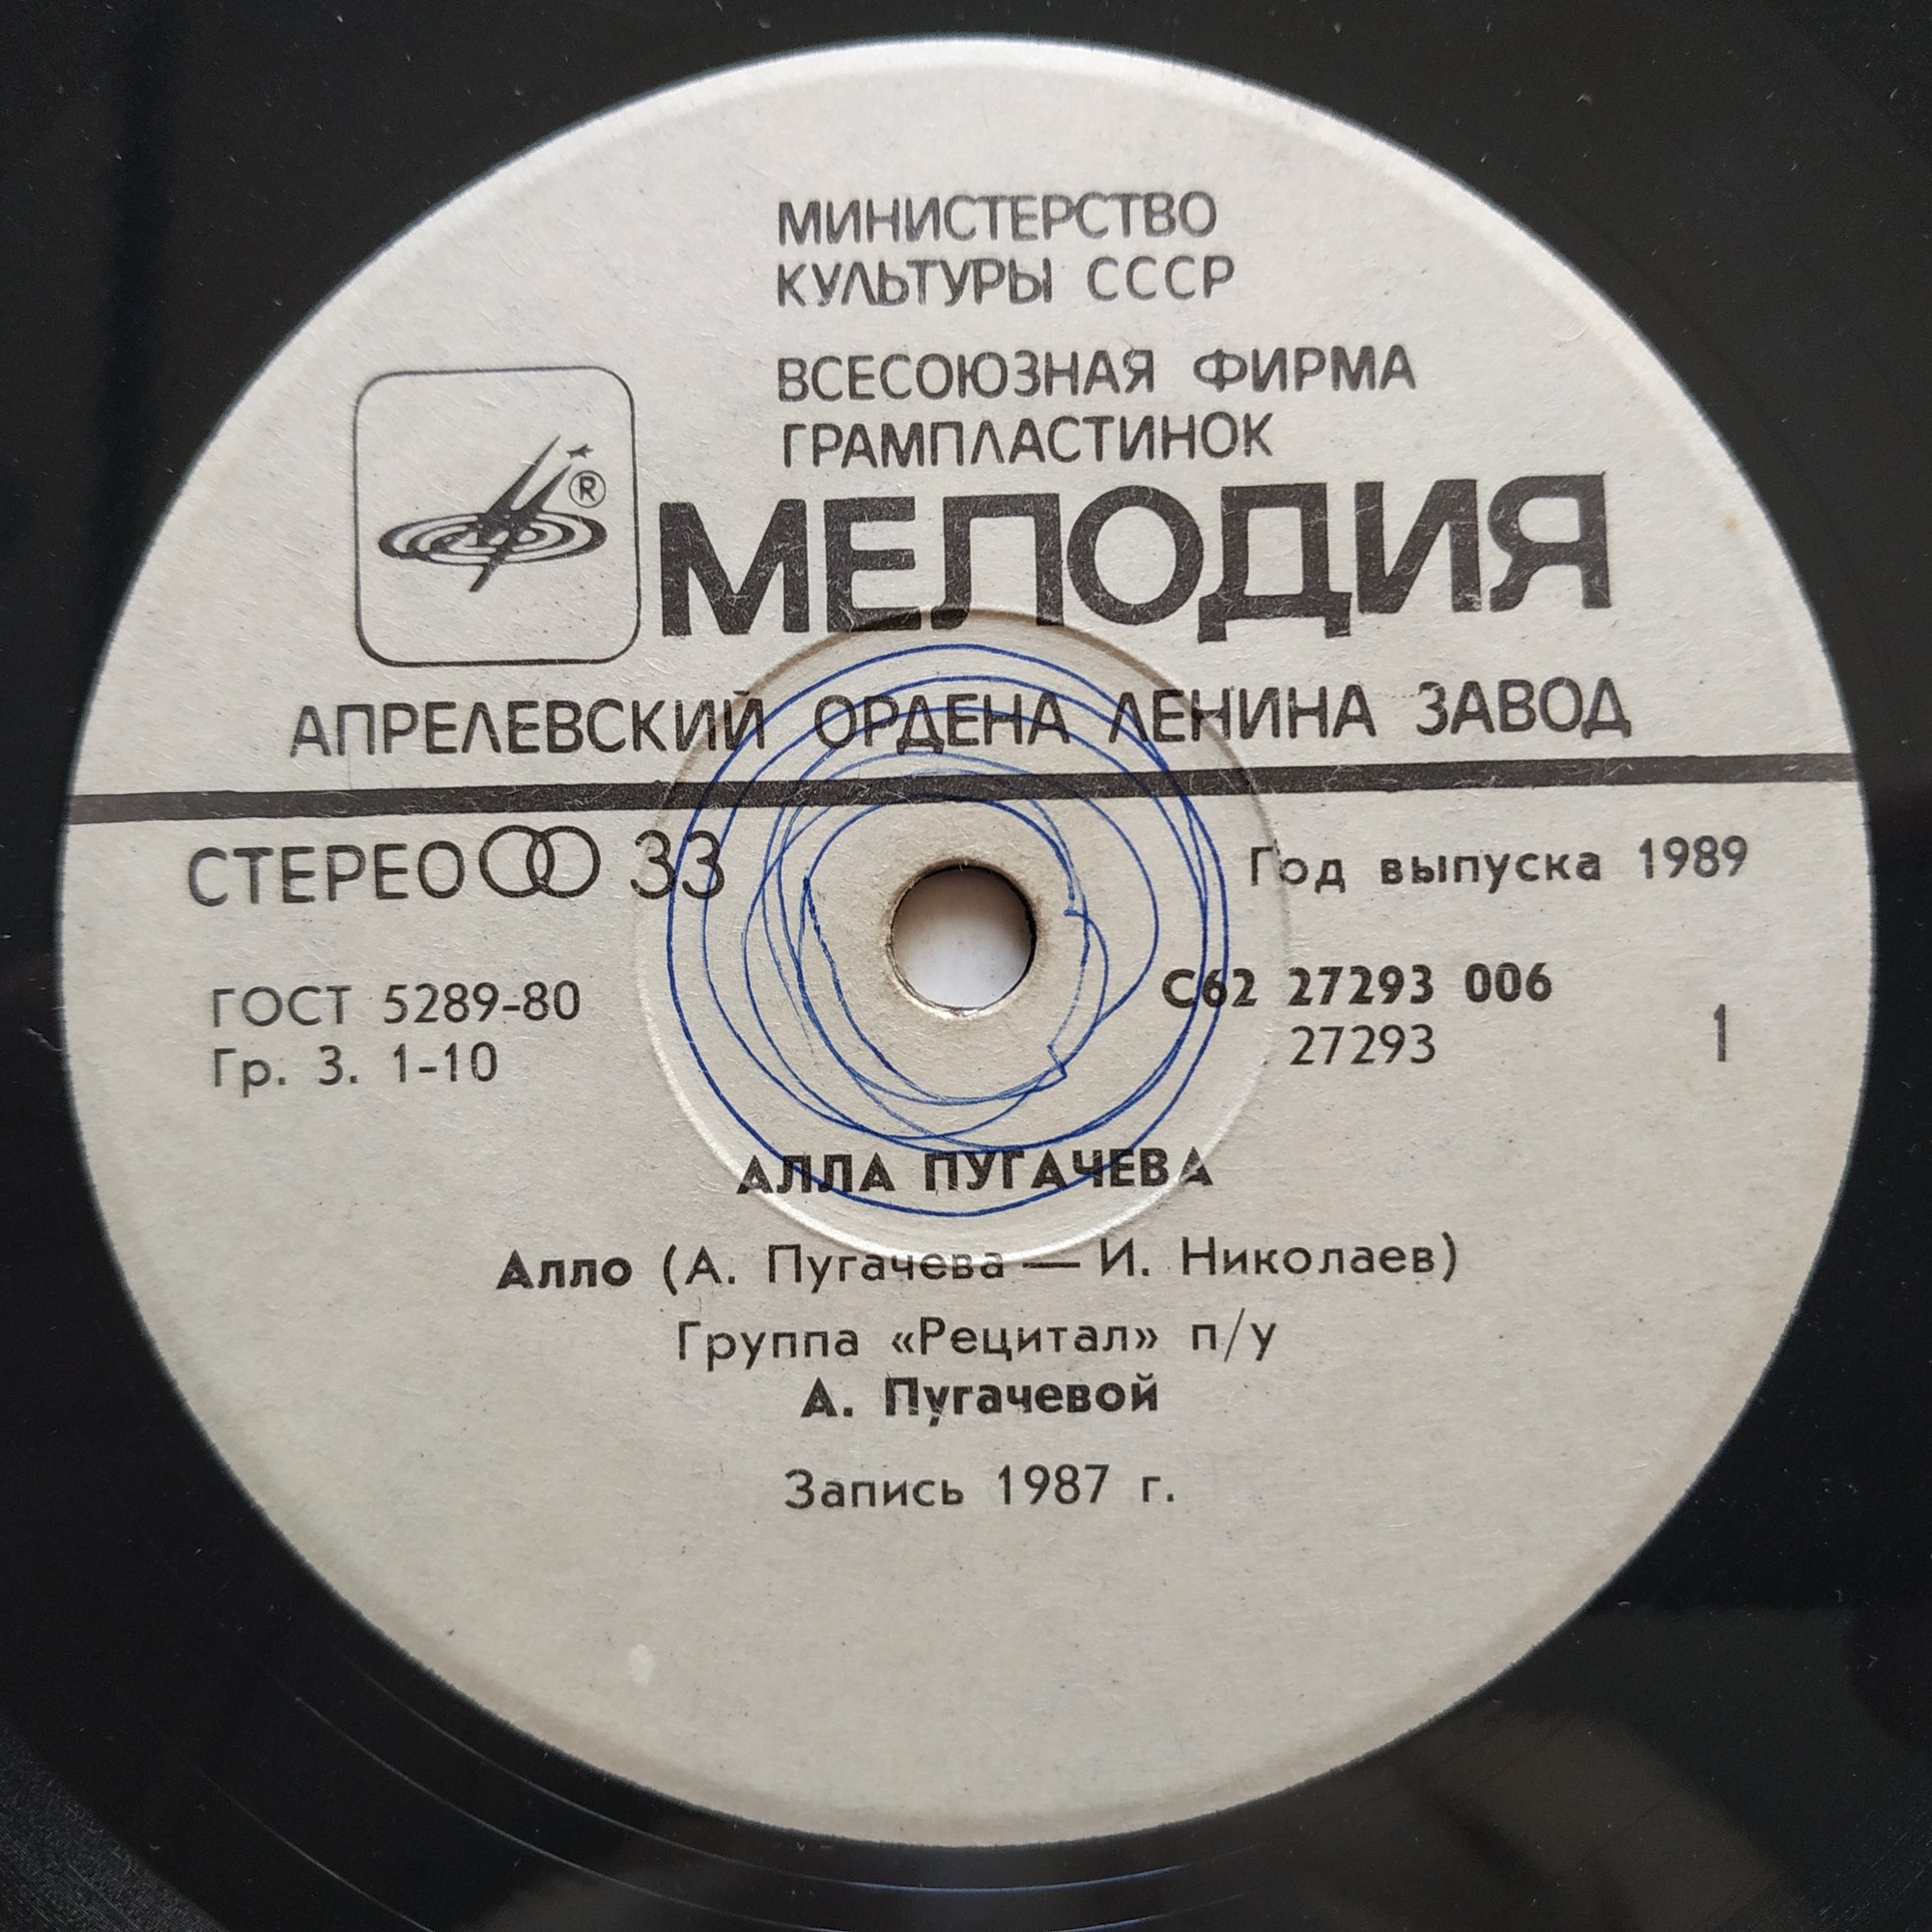 МИНИСТЕРСТВО
КУЛЬТУРЫ СССР
ВСЕСОЮЗНАЯ ФИРМА
ГРАМПЛАСТИНОК
®
МЕЛОДИЯ
АПРЕЛЕВСКИЙ ОРДЕНА ЛЕНИНА ЗАВОД
СТЕРЕО 33
Год выпуска 1989
ГОСТ 5289-80
Гр. 3. 1-10
С62 27293 006
27293
1
АЛЛА ПУГАЧЕВА
Алло (А. Пугачева — И. Николаев)
Группа «Рецитал» п/у
А. Пугачевой
Запись 1987 г.